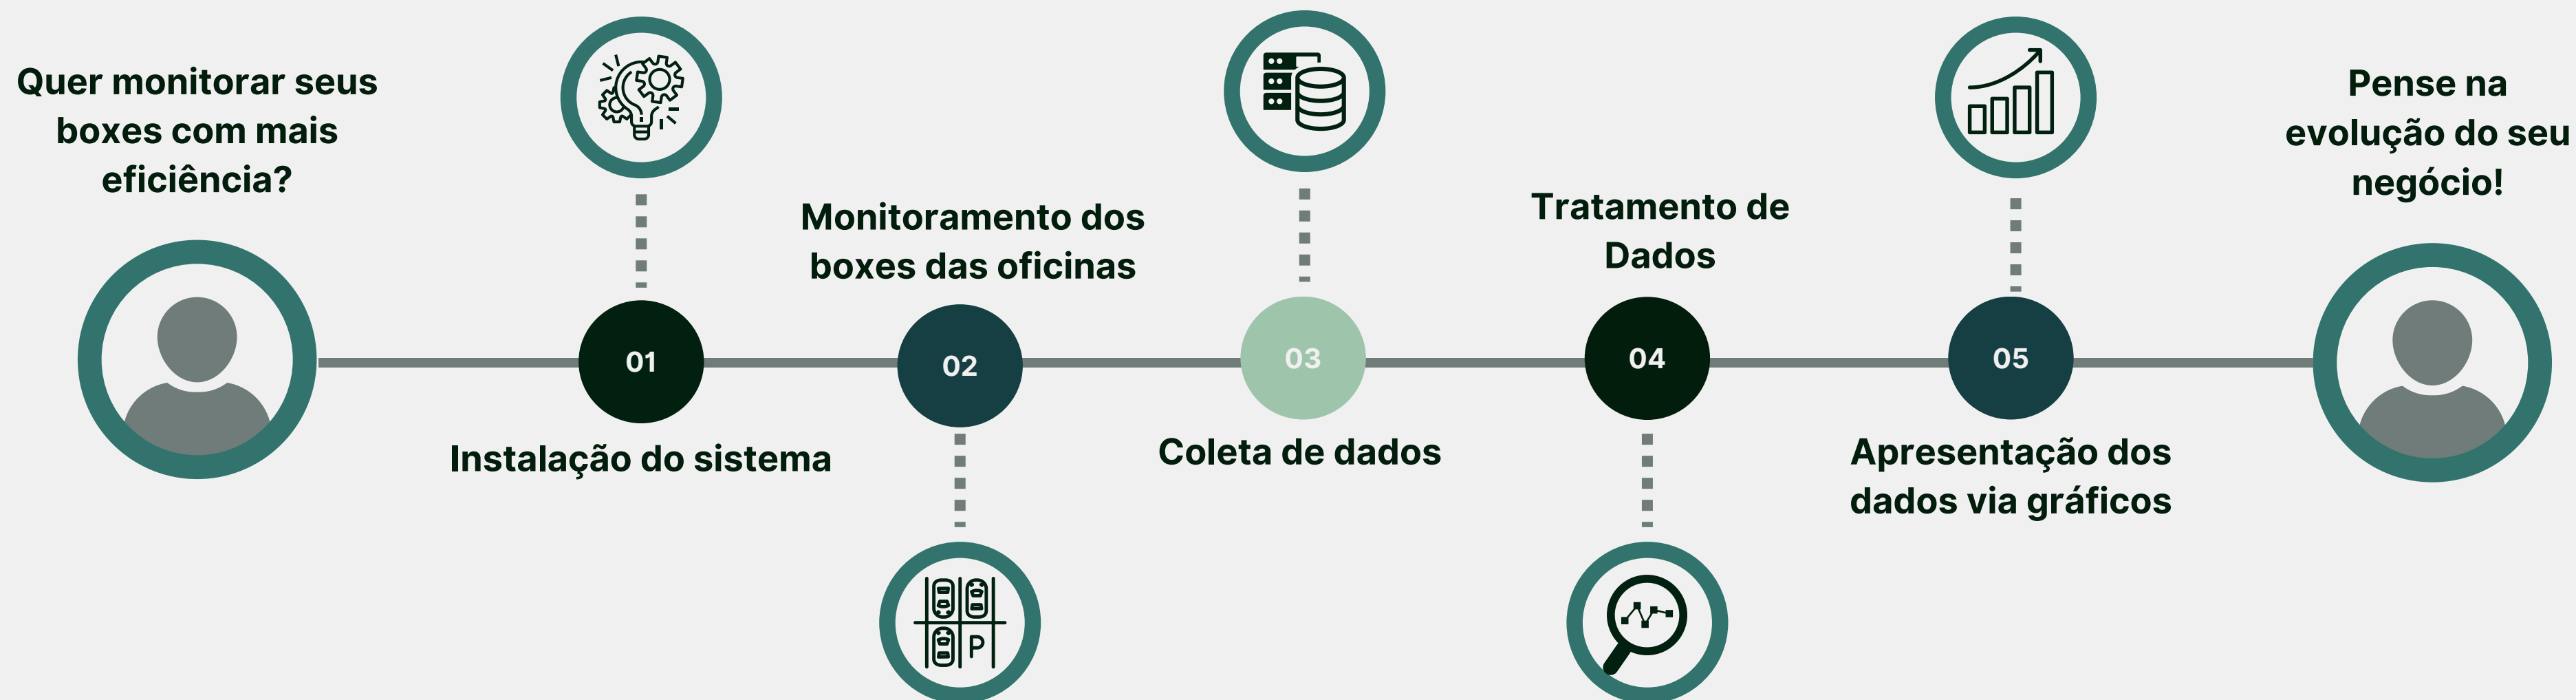 Quer monitorar seus
boxes com mais
eficiência?
01
Instalação do sistema
Monitoramento dos
boxes das oficinas
02
P
03
Coleta de dados
Tratamento de
Dados
04
05
Apresentação dos
dados via gráficos
Pense na
evolução do seu
negócio!